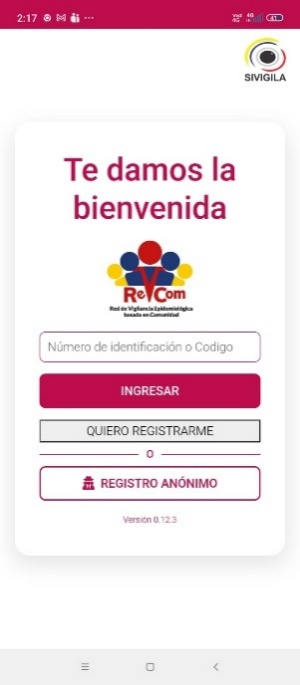 2:17
41
SIVIGILA
Te damos la
bienvenida
ReVCom
Red de Vigilancia Epidemiológica
basada en Comunidad
Número de identificación o Codigo
INGRESAR
QUIERO REGISTRARME
O
REGISTRO ANÓNIMO
Versión 0.12.3